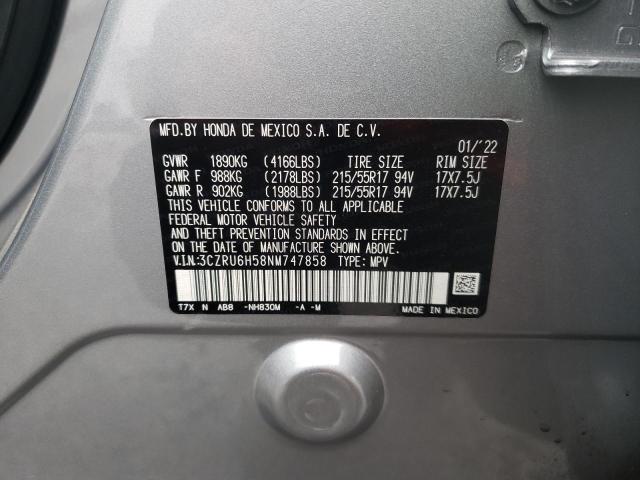 MFD.BY HONDA DE MEXICO S.A. DE C.V.
01/'22
GVWR 1890KG (4166LBS) TIRE SIZE RIM SIZE
GAWR F 988KG (2178LBS) 215/55R17 94V 17X7.5J
GAWR R 902KG (1988LBS) 215/55R17 94V 17X7.5J
THIS VEHICLE CONFORMS TO ALL APPLICABLE
FEDERAL MOTOR VEHICLE SAFETY
AND THEFT PREVENTION STANDARDS IN EFFECT
ON THE DATE OF MANUFACTURE SHOWN ABOVE.
V.I.N:3CZRU6H58NM747858 TYPE: MPV
T7X N AB8 -NH830M -A -M MADE IN MEXICO